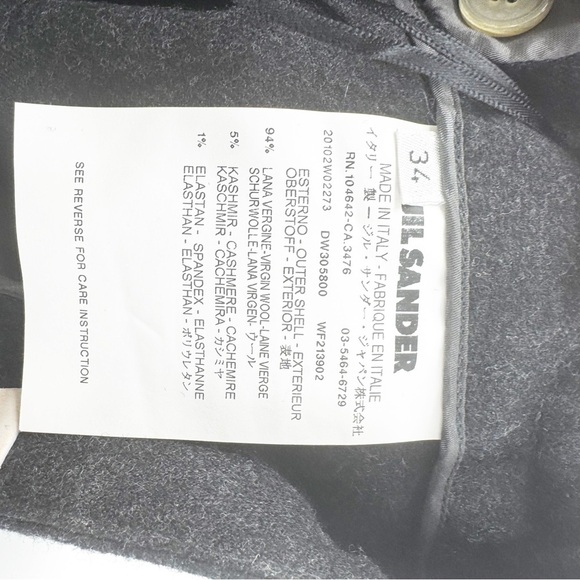 JIL SANDER
34
MADE IN ITALY - FABRIQUE EN ITALIE
イタリー製 ー ジル・サンダー・ジャパン株式会社
RN.104642-CA.3476 03-5464-6729
20102W02273 DW305800 WF213902
ESTERNO - OUTER SHELL - EXTERIEUR
OBERSTOFF - EXTERIOR - 表地
94% LANA VERGINE-VIRGIN WOOL-LAINE VIERGE
SCHURWOLLE-LANA VIRGEN- ウール
5% KASHMIR - CASHMERE - CACHEMIRE
KASCHMIR - CACHEMIRA - カシミヤ
1% ELASTAN - SPANDEX - ELASTHANNE
ELASTHAN - ELASTHAN - ポリウレタン
SEE REVERSE FOR CARE INSTRUCTION